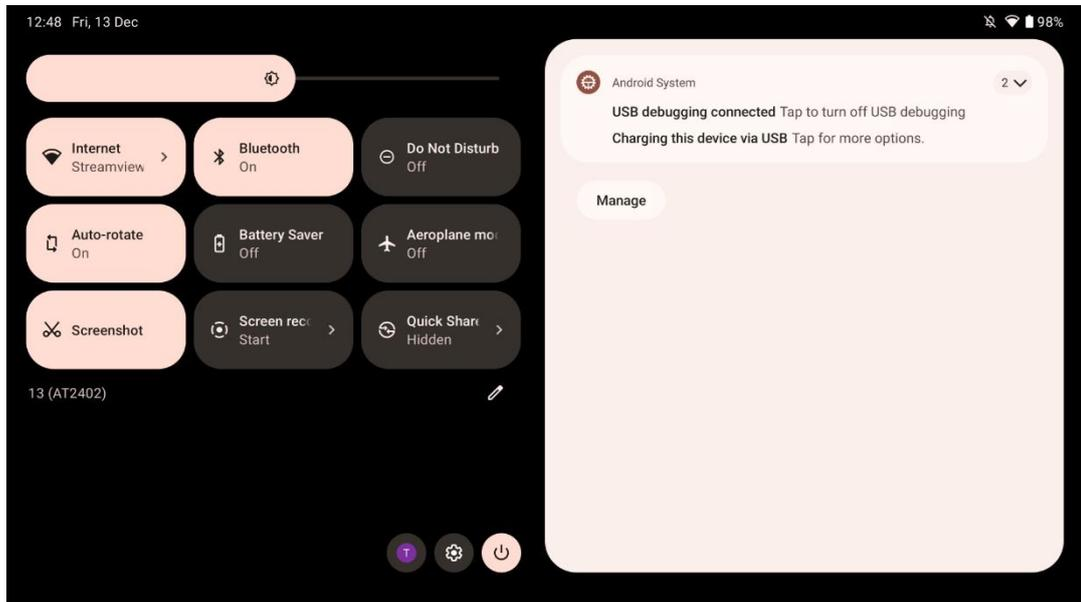 12:48 Fri, 13 Dec
98%
Internet
Streamview
Bluetooth
On
Do Not Disturb
Off
Auto-rotate
On
Battery Saver
Off
Aeroplane mo
Off
Screenshot
Screen rec
Start
Quick Share
Hidden
13 (AT2402)
T
Android System
2
USB debugging connected Tap to turn off USB debugging
Charging this device via USB Tap for more options.
Manage